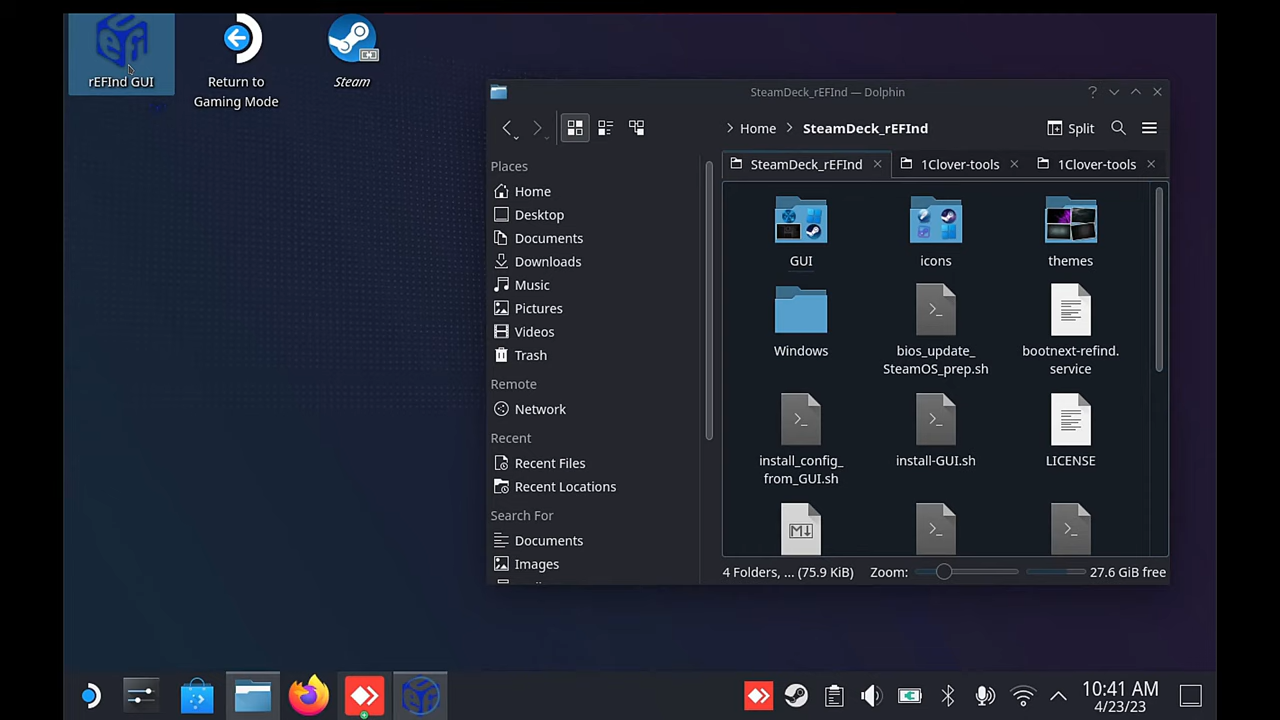 rEFInd GUI
Return to
Gaming Mode
Steam
SteamDeck_rEFInd — Dolphin
Home
SteamDeck_rEFInd
Split
SteamDeck_rEFInd
1Clover-tools
1Clover-tools
Places
Home
Desktop
Documents
Downloads
Music
Pictures
Videos
Trash
Remote
Network
Recent
Recent Files
Recent Locations
Search For
Documents
Images
GUI
icons
themes
Windows
bios_update_
SteamOS_prep.sh
bootnext-refind.
service
install_config_
from_GUI.sh
install-GUI.sh
LICENSE
4 Folders, ... (75.9 KiB)
Zoom:
27.6 GiB free
10:41 AM
4/23/23